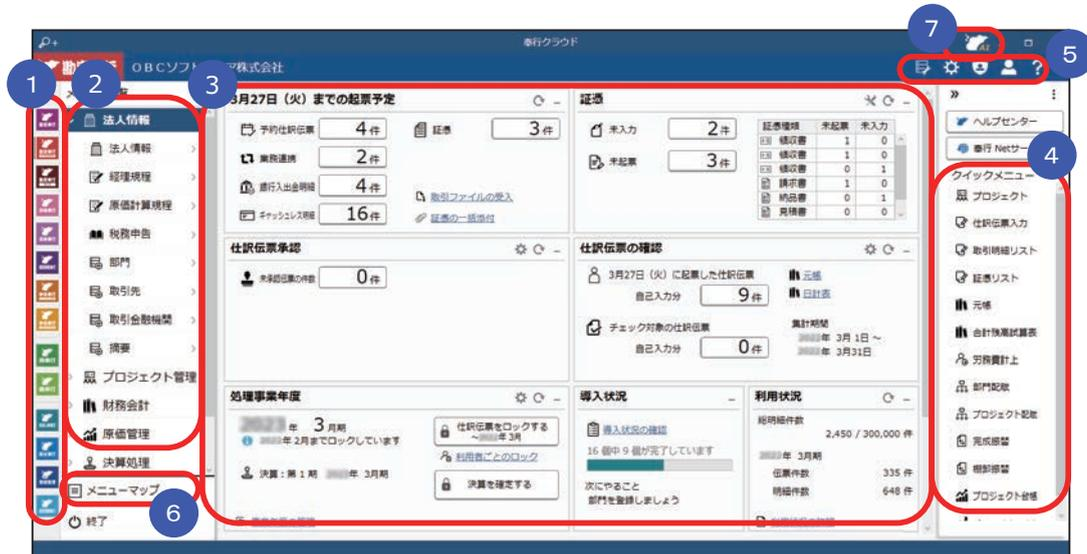 奉行クラウド
7
AI
勘定奉行
OBCソフトウェア株式会社
5
1
2
3
法人情報
法人情報
経理規程
原価計算規程
税務申告
部門
取引先
取引金融機関
摘要
プロジェクト管理
財務会計
原価管理
決算処理
メニューマップ
6
終了
3月27日（火）までの起票予定
予約仕訳伝票 4件
証憑 3件
業務連携 2件
銀行入出金明細 4件
取引ファイルの受入
キャッシュレス明細 16件
証憑の一括添付
証憑
未入力 2件
未起票 3件
証憑種類 未起票 未入力
領収書 1 0
領収書 1 0
領収書 0 1
請求書 1 0
納品書 0 1
見積書 0 0
仕訳伝票承認
未承認伝票の件数 0件
仕訳伝票の確認
3月27日（火）に起票した仕訳伝票
自己入力分 9件
元帳
日計表
チェック対象の仕訳伝票
自己入力分 0件
集計期間
年 3月 1日 ～
年 3月31日
処理事業年度
年 3 月期
年 2月までロックしています
決算：第 1 期 年 3月期
仕訳伝票をロックする
～ 年 3月
利用者ごとのロック
決算を確定する
導入状況
導入状況の確認
16 個中 9 個が完了しています
次にやること
部門を登録しましょう
利用状況
総明細件数
2,450 / 300,000 件
年 3月期
伝票件数 335 件
明細件数 648 件
ヘルプセンター
奉行 Netサー
4
クイックメニュー
プロジェクト
仕訳伝票入力
取引明細リスト
証憑リスト
元帳
合計残高試算表
労務費計上
部門配賦
プロジェクト配賦
完成振替
棚卸振替
プロジェクト台帳